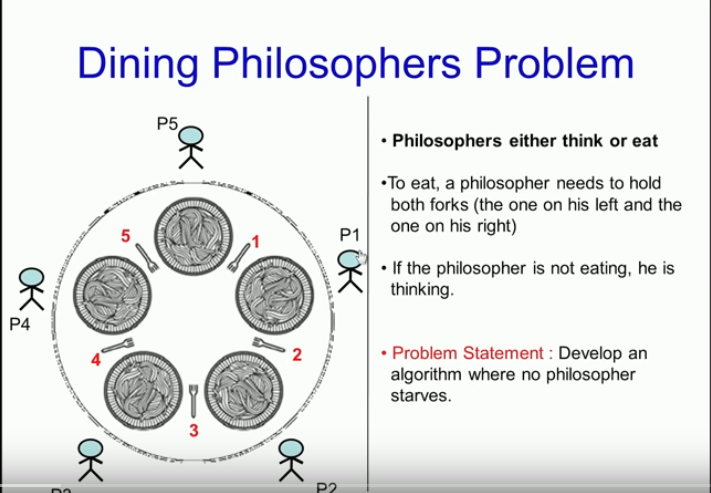 Dining Philosophers Problem
P5
• Philosophers either think or eat
•To eat, a philosopher needs to hold
both forks (the one on his left and the
one on his right)
5
1
P1
• If the philosopher is not eating, he is
thinking.
P4
4
2
• Problem Statement : Develop an
algorithm where no philosopher
starves.
3
P2